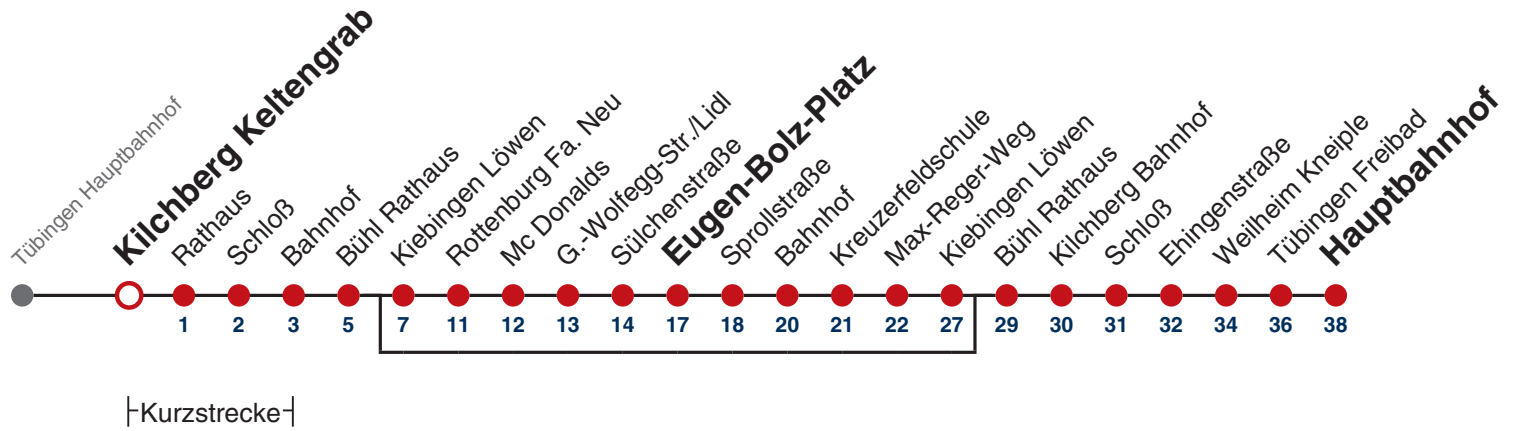 Tübingen Hauptbahnhof
Kilchberg Keltengrab
Rathaus
Schloß
Bahnhof
Bühl Rathaus
Kiebingen Löwen
Rottenburg Fa. Neu
Mc Donalds
G.-Wolfegg-Str./Lidl
Sülchenstraße
Eugen-Bolz-Platz
Sprollstraße
Bahnhof
Kreuzerfeldschule
Max-Reger-Weg
Kiebingen Löwen
Bühl Rathaus
Kilchberg Bahnhof
Schloß
Ehingenstraße
Weilheim Kneiple
Tübingen Freibad
Hauptbahnhof
1 2 3 5 7 11 12 13 14 17 18 20 21 22 27 29 30 31 32 34 36 38
Kurzstrecke